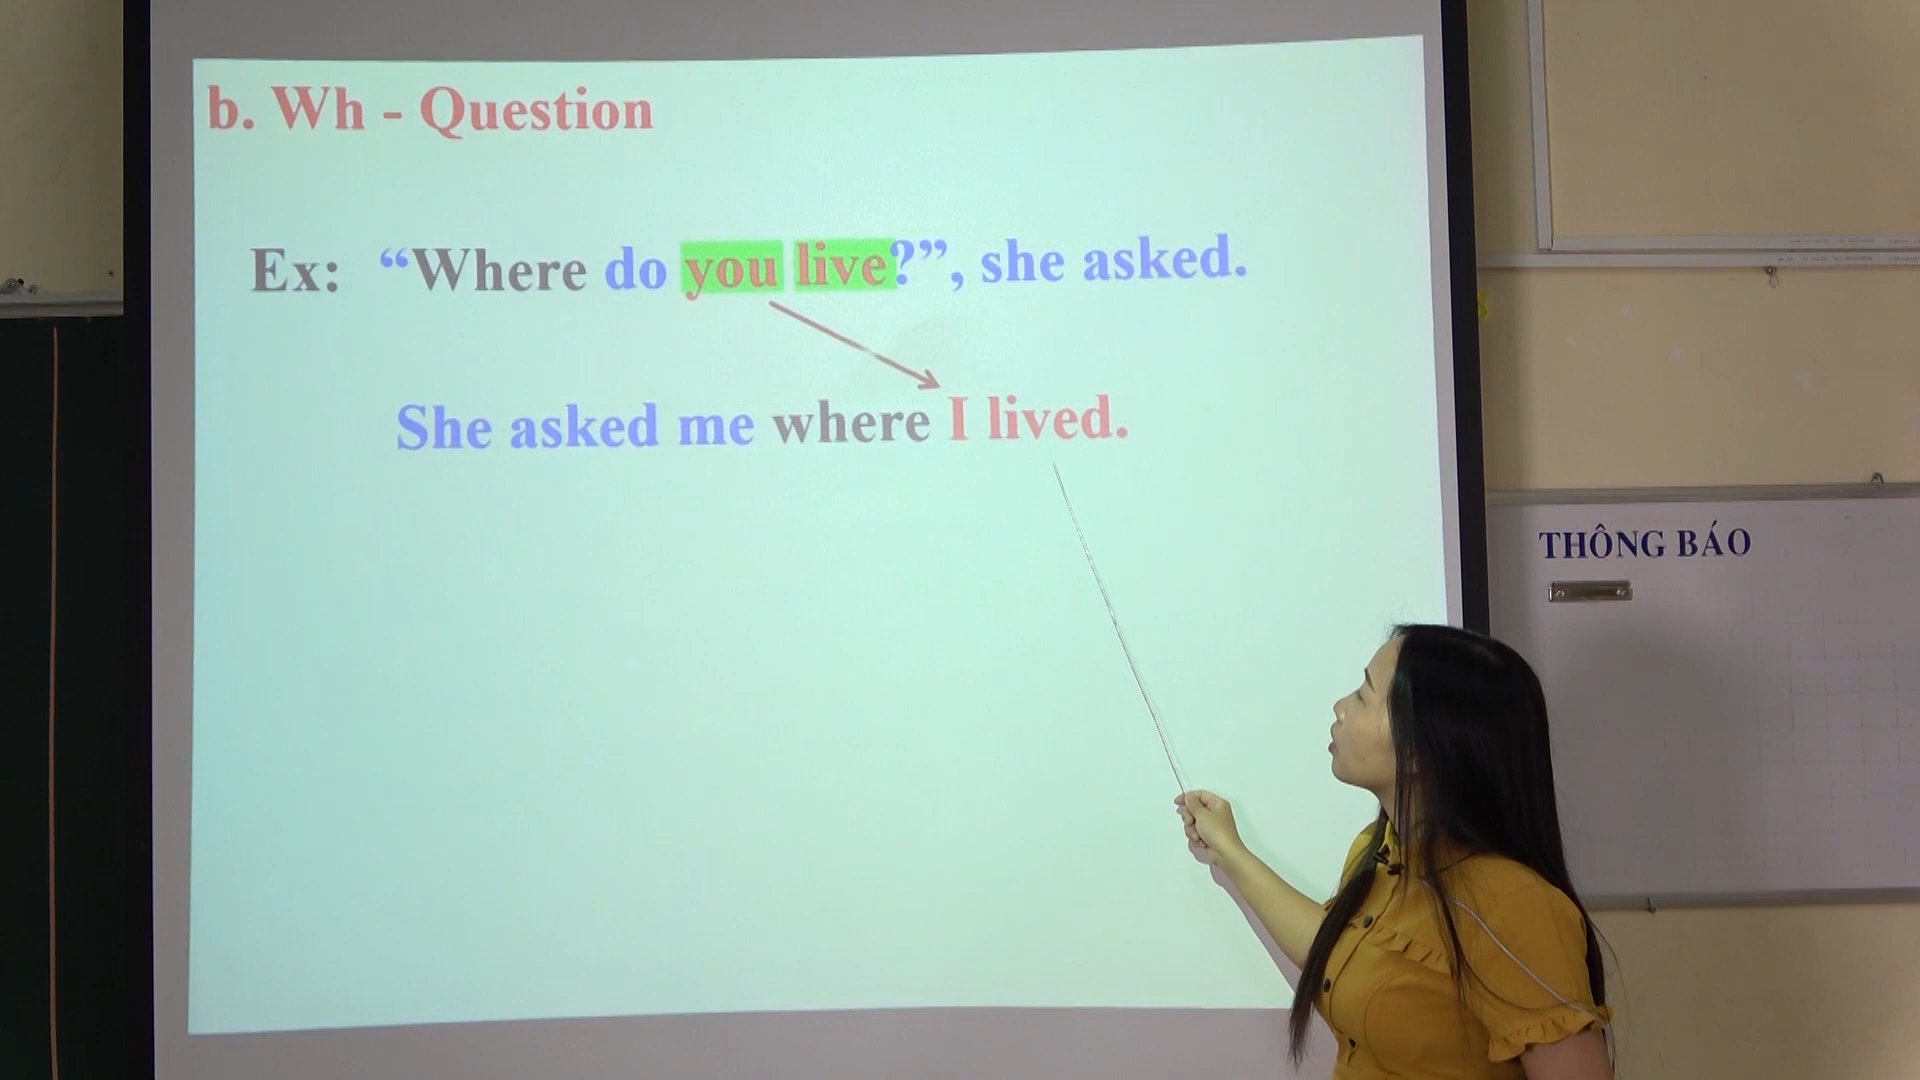 b. Wh - Question
Ex: “Where do you live?”, she asked.
She asked me where I lived.
THÔNG BÁO